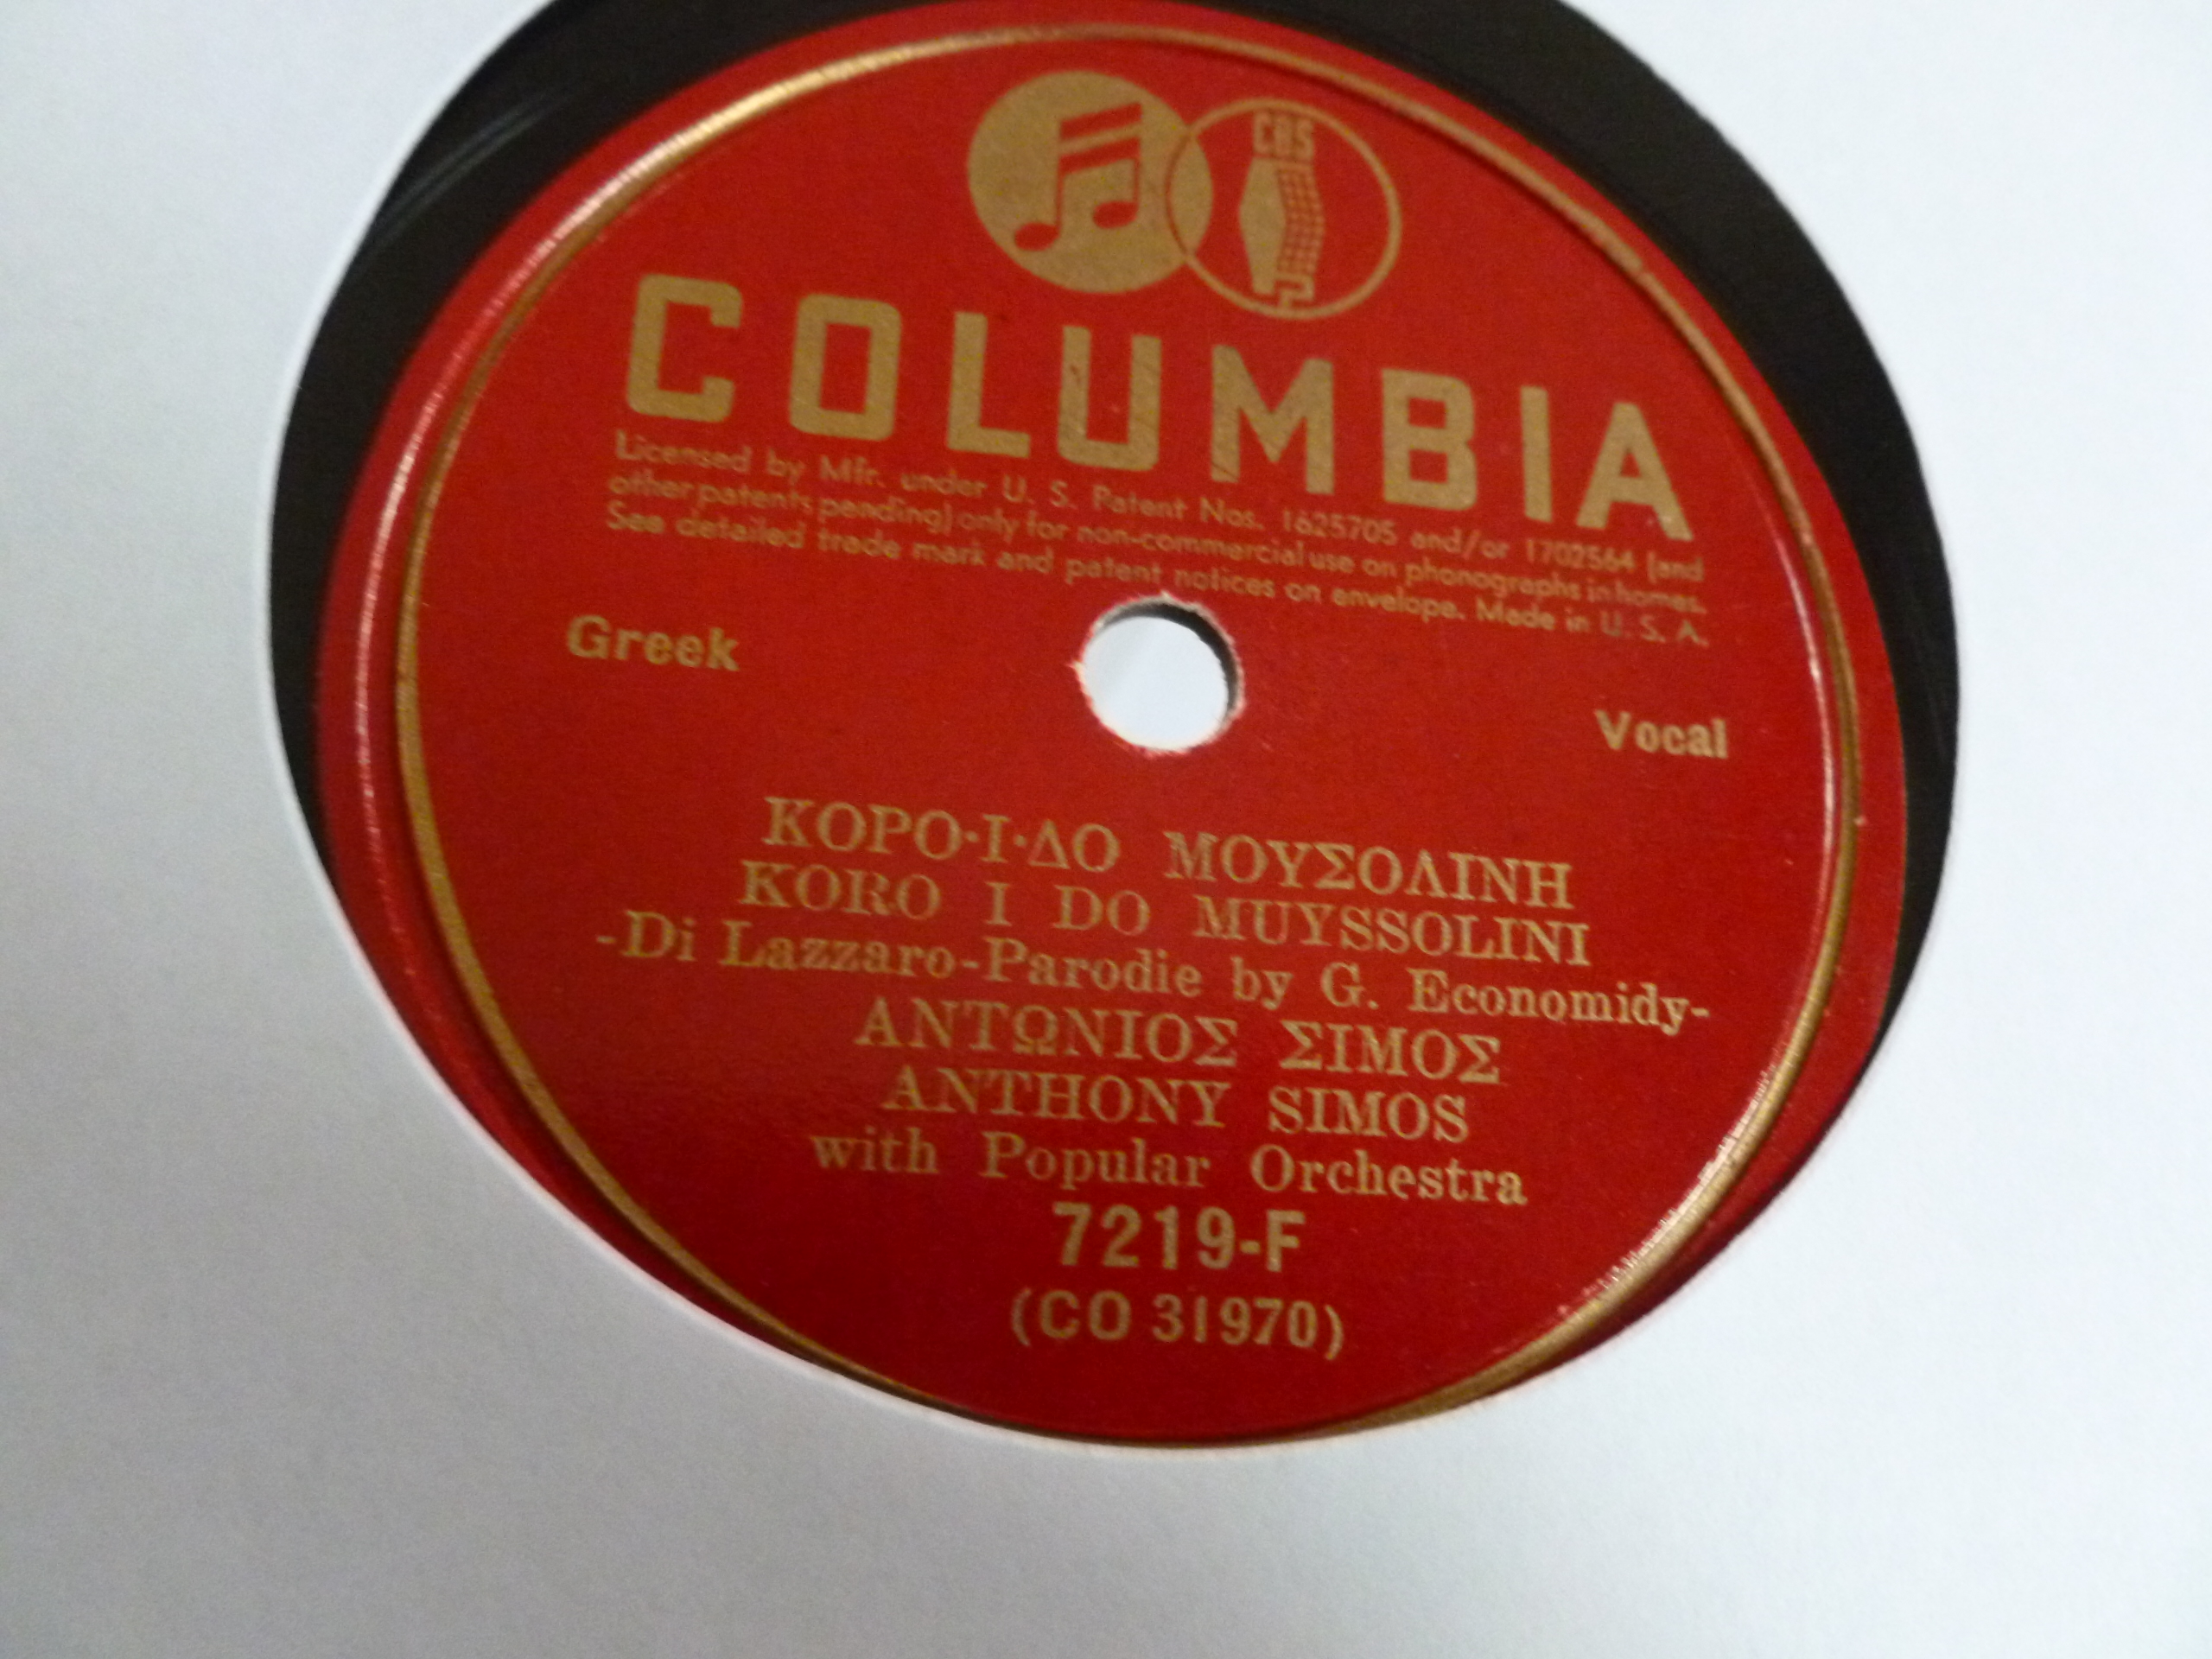 CBS
COLUMBIA
Licensed by Mfr. under U. S. Patent Nos. 1625705 and/or 1702564 (and
other patents pending) only for non-commercial use on phonographs in homes.
See detailed trade mark and patent notices on envelope. Made in U. S. A.
Greek
Vocal
ΚΟΡΟ·Ι·ΔΟ ΜΟΥΣΟΛΙΝΗ
KORO I DO MUYSSOLINI
-Di Lazzaro-Parodie by G. Economidy-
ΑΝΤΩΝΙΟΣ ΣΙΜΟΣ
ANTHONY SIMOS
with Popular Orchestra
7219-F
(CO 31970)